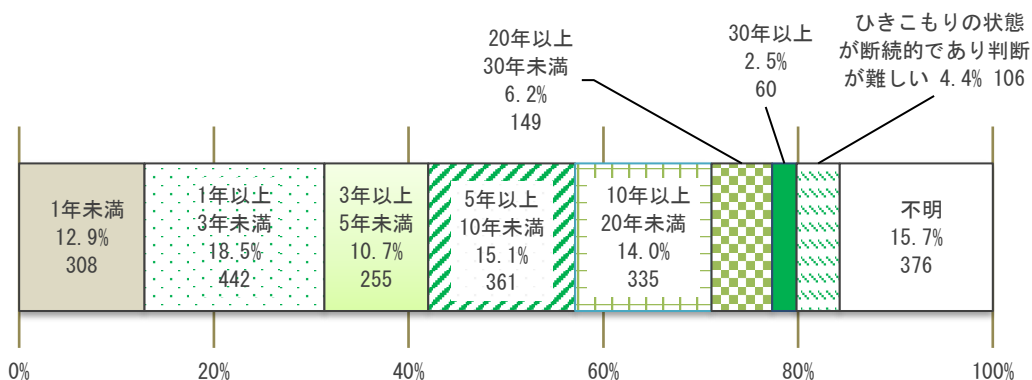 20年以上
30年未満
6.2%
149
30年以上
2.5%
60
ひきこもりの状態
が断続的であり判断
が難しい 4.4% 106
1年未満
12.9%
308
1年以上
3年未満
18.5%
442
3年以上
5年未満
10.7%
255
5年以上
10年未満
15.1%
361
10年以上
20年未満
14.0%
335
不明
15.7%
376
0%
20%
40%
60%
80%
100%